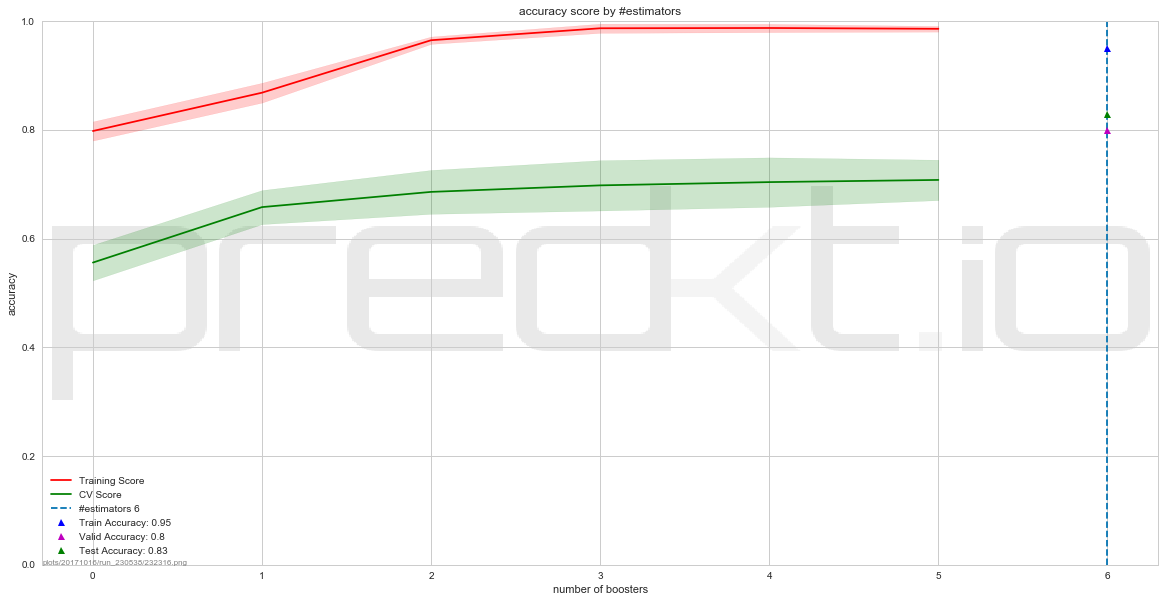 accuracy score by #estimators
1.0
0.8
0.6
0.4
0.2
0.0
accuracy
predkt.io
Training Score
CV Score
#estimators 6
Train Accuracy: 0.95
Valid Accuracy: 0.8
Test Accuracy: 0.83
plots/20171016/run_230538/232316.png
0 1 2 3 4 5 6
number of boosters